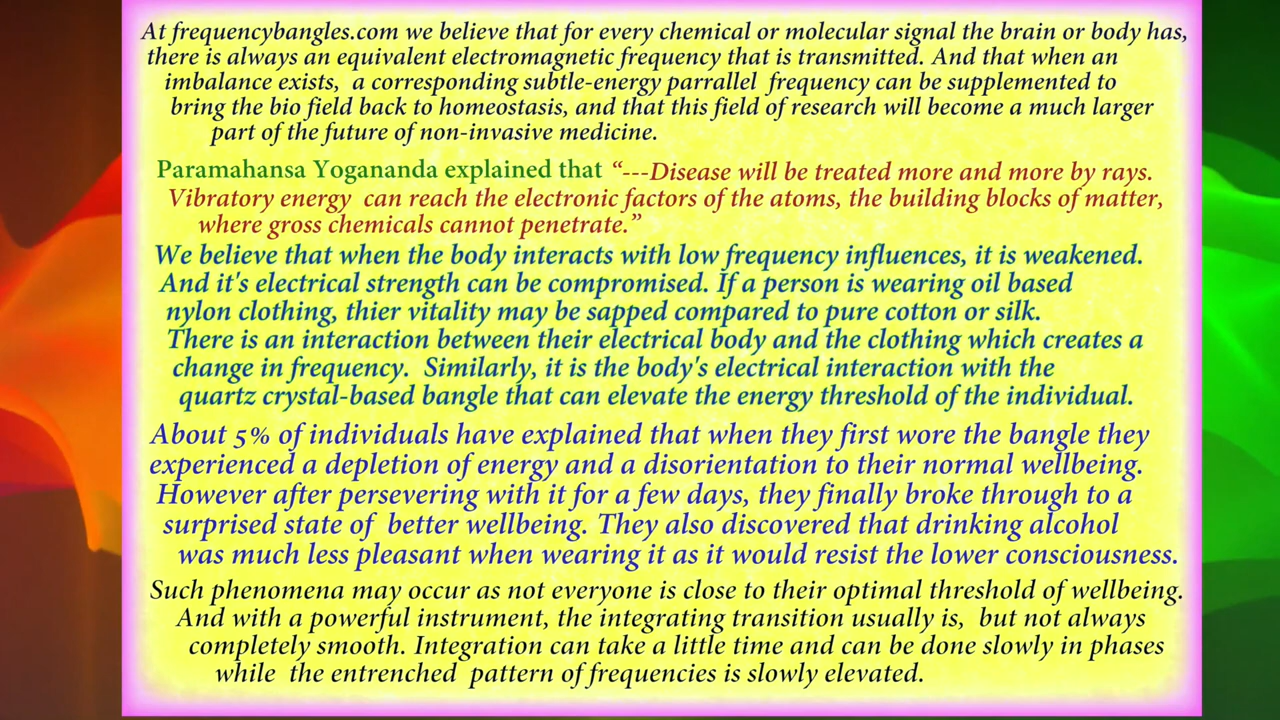 At frequencybangles.com we believe that for every chemical or molecular signal the brain or body has,
there is always an equivalent electromagnetic frequency that is transmitted. And that when an
imbalance exists, a corresponding subtle-energy parrallel frequency can be supplemented to
bring the bio field back to homeostasis, and that this field of research will become a much larger
part of the future of non-invasive medicine.
Paramahansa Yogananda explained that “---Disease will be treated more and more by rays.
Vibratory energy can reach the electronic factors of the atoms, the building blocks of matter,
where gross chemicals cannot penetrate.”
We believe that when the body interacts with low frequency influences, it is weakened.
And it's electrical strength can be compromised. If a person is wearing oil based
nylon clothing, thier vitality may be sapped compared to pure cotton or silk.
There is an interaction between their electrical body and the clothing which creates a
change in frequency. Similarly, it is the body's electrical interaction with the
quartz crystal-based bangle that can elevate the energy threshold of the individual.
About 5% of individuals have explained that when they first wore the bangle they
experienced a depletion of energy and a disorientation to their normal wellbeing.
However after persevering with it for a few days, they finally broke through to a
surprised state of better wellbeing. They also discovered that drinking alcohol
was much less pleasant when wearing it as it would resist the lower consciousness.
Such phenomena may occur as not everyone is close to their optimal threshold of wellbeing.
And with a powerful instrument, the integrating transition usually is, but not always
completely smooth. Integration can take a little time and can be done slowly in phases
while the entrenched pattern of frequencies is slowly elevated.